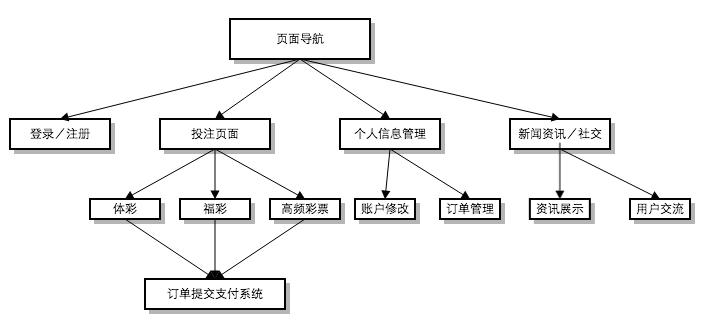 页面导航
登录／注册
投注页面
个人信息管理
新闻资讯／社交
体彩
福彩
高频彩票
账户修改
订单管理
资讯展示
用户交流
订单提交支付系统